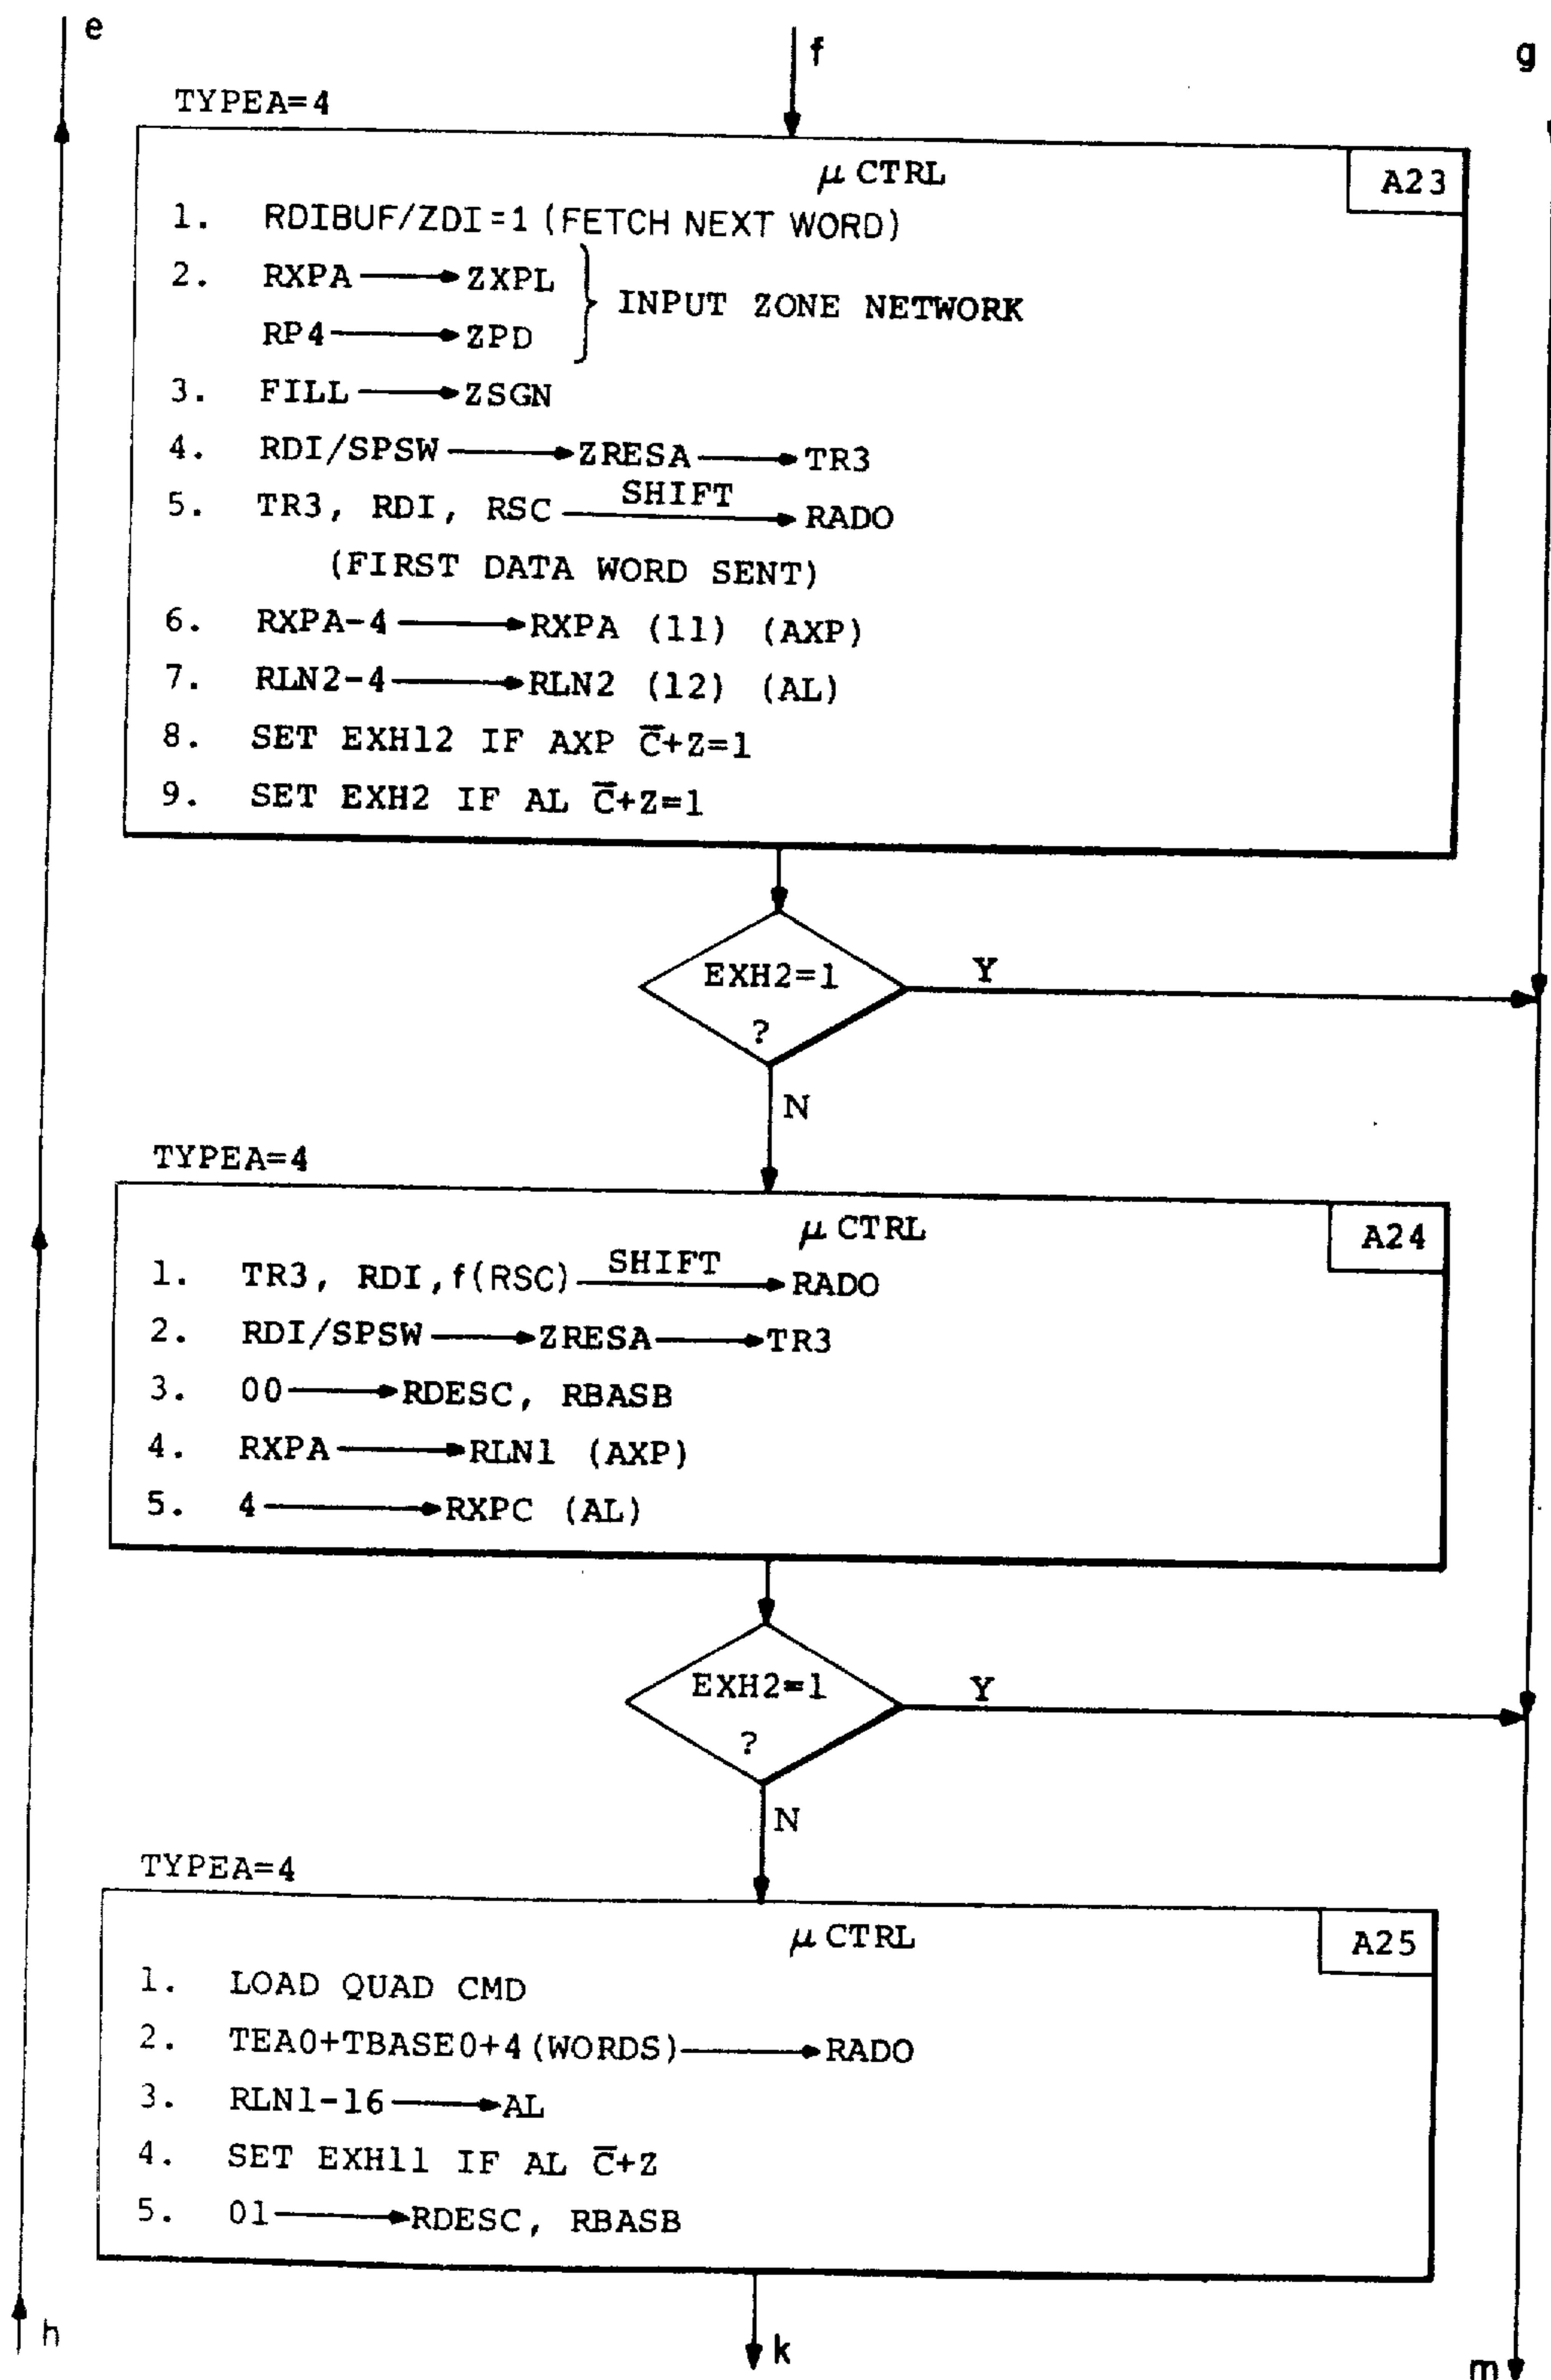 e
f
g
TYPEA=4
μ CTRL
A23
1. RDIBUF/ZDI=1 (FETCH NEXT WORD)
2. RXPA ZXPL
INPUT ZONE NETWORK
RP4 ZPD
3. FILL ZSGN
4. RDI/SPSW ZRESA TR3
5. TR3, RDI, RSC SHIFT RADO
(FIRST DATA WORD SENT)
6. RXPA-4 RXPA (11) (AXP)
7. RLN2-4 RLN2 (12) (AL)
8. SET EXH12 IF AXP C̅+Z=1
9. SET EXH2 IF AL C̅+Z=1
EXH2=1
?
Y
N
TYPEA=4
μ CTRL
A24
1. TR3, RDI, f(RSC) SHIFT RADO
2. RDI/SPSW ZRESA TR3
3. 00 RDESC, RBASB
4. RXPA RLN1 (AXP)
5. 4 RXPC (AL)
EXH2=1
?
Y
N
TYPEA=4
μ CTRL
A25
1. LOAD QUAD CMD
2. TEA0+TBASE0+4(WORDS) RADO
3. RLN1-16 AL
4. SET EXH11 IF AL C̅+Z
5. 01 RDESC, RBASB
h
k
m